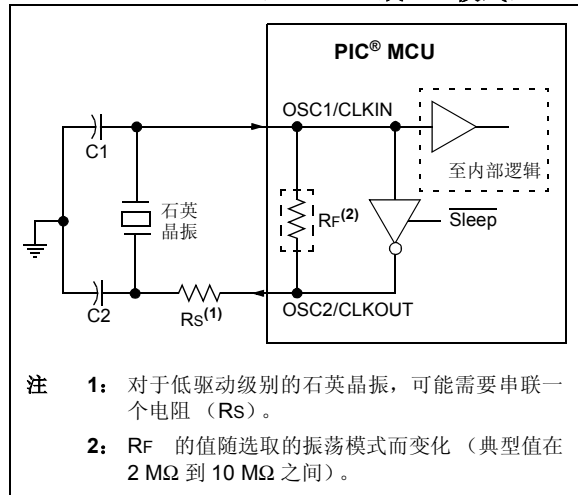 PIC® MCU
OSC1/CLKIN
C1
至内部逻辑
石英
晶振
RF(2)
Sleep
C2
RS(1)
OSC2/CLKOUT
注 1： 对于低驱动级别的石英晶振，可能需要串联一
个电阻 （RS）。
2： RF 的值随选取的振荡模式而变化 （典型值在
2 MΩ 到 10 MΩ 之间）。